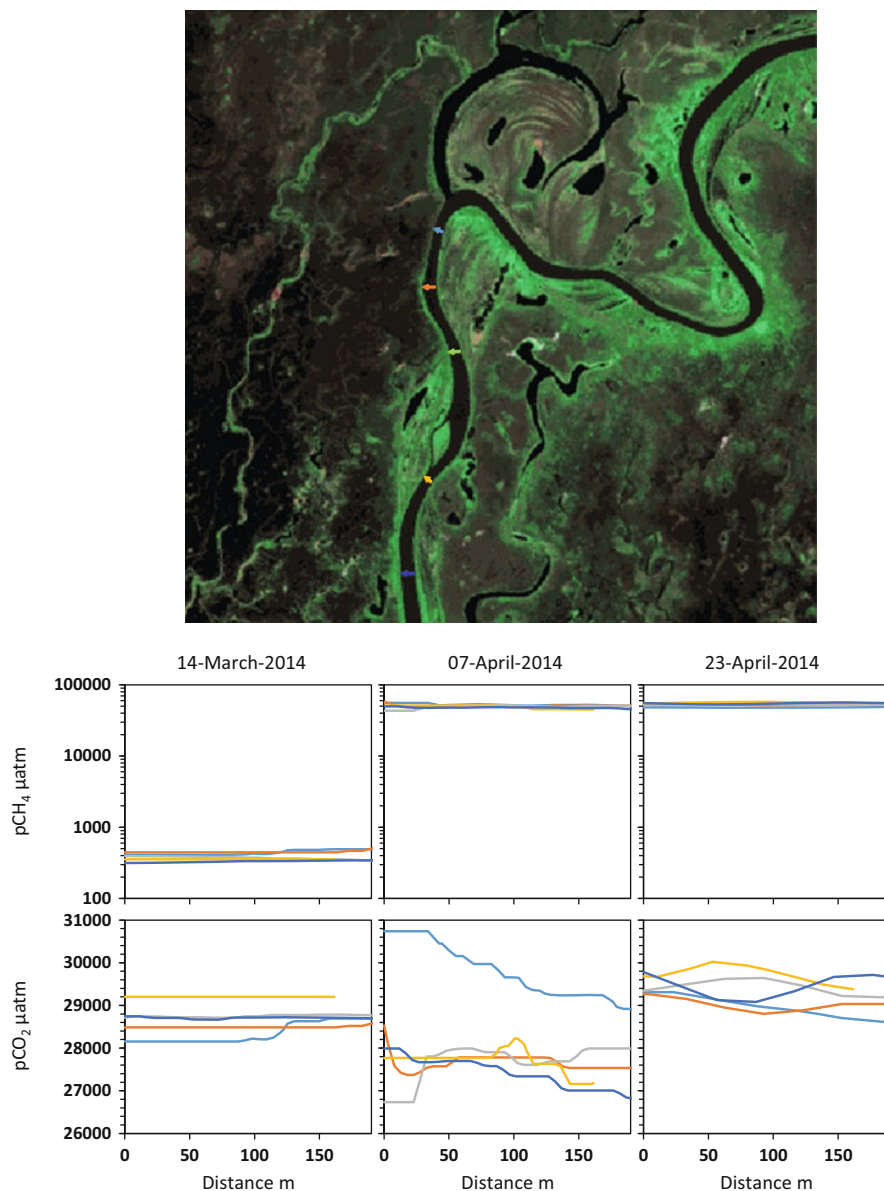 14-March-2014 07-April-2014 23-April-2014
100000
10000
1000
100
pCH₄ µatm
31000
30000
29000
28000
27000
26000
pCO₂ µatm
0 50 100 150 0 50 100 150 0 50 100 150
Distance m Distance m Distance m